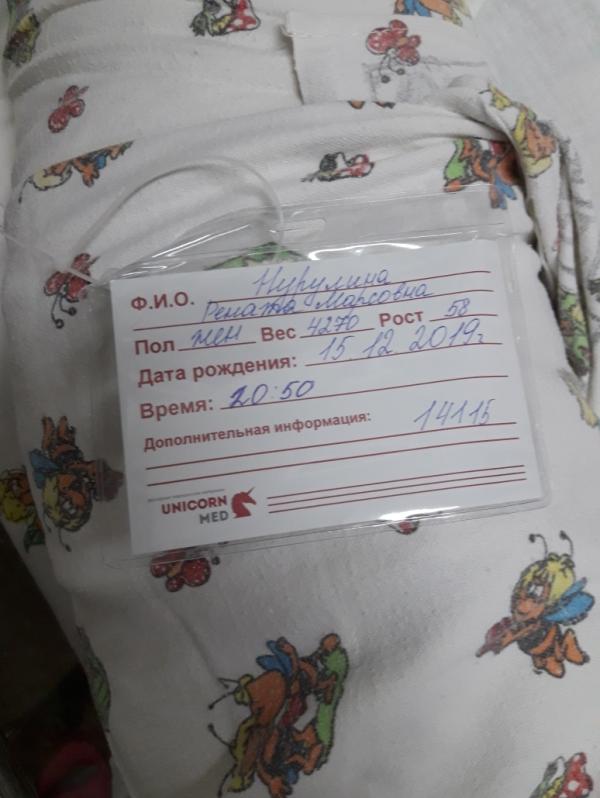 Ф.И.О. Нурулина
Рената Марсовна
Пол жен Вес 4270 Рост 58
Дата рождения: 15.12.2019г
Время: 20:50
Дополнительная информация: 14115
UNICORN
MED